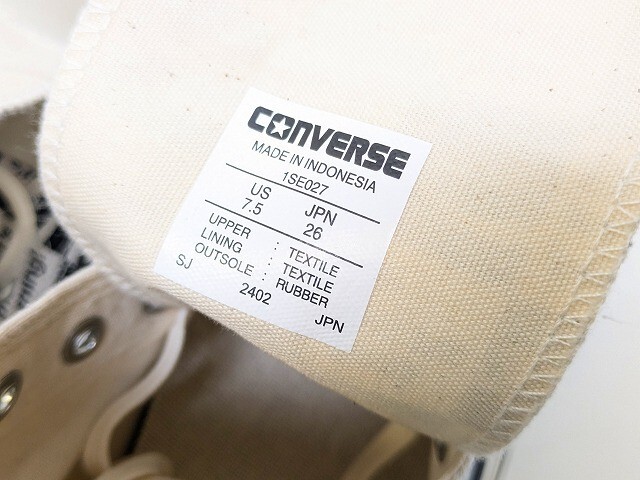 CONVERSE
MADE IN INDONESIA
1SE027
US JPN
7.5 26
UPPER : TEXTILE
LINING : TEXTILE
OUTSOLE : RUBBER
SJ 2402 JPN